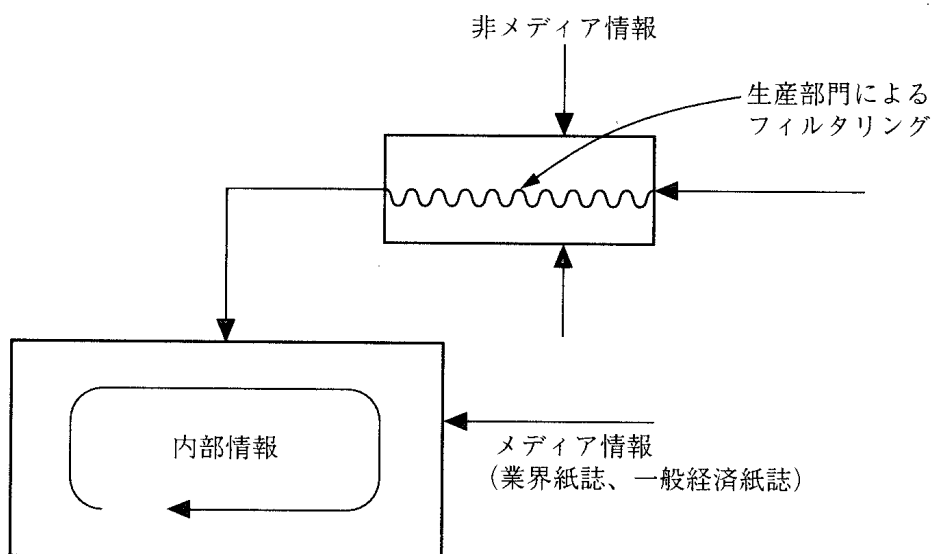 非メディア情報
生産部門による
フィルタリング
内部情報
メディア情報
（業界紙誌、一般経済紙誌）